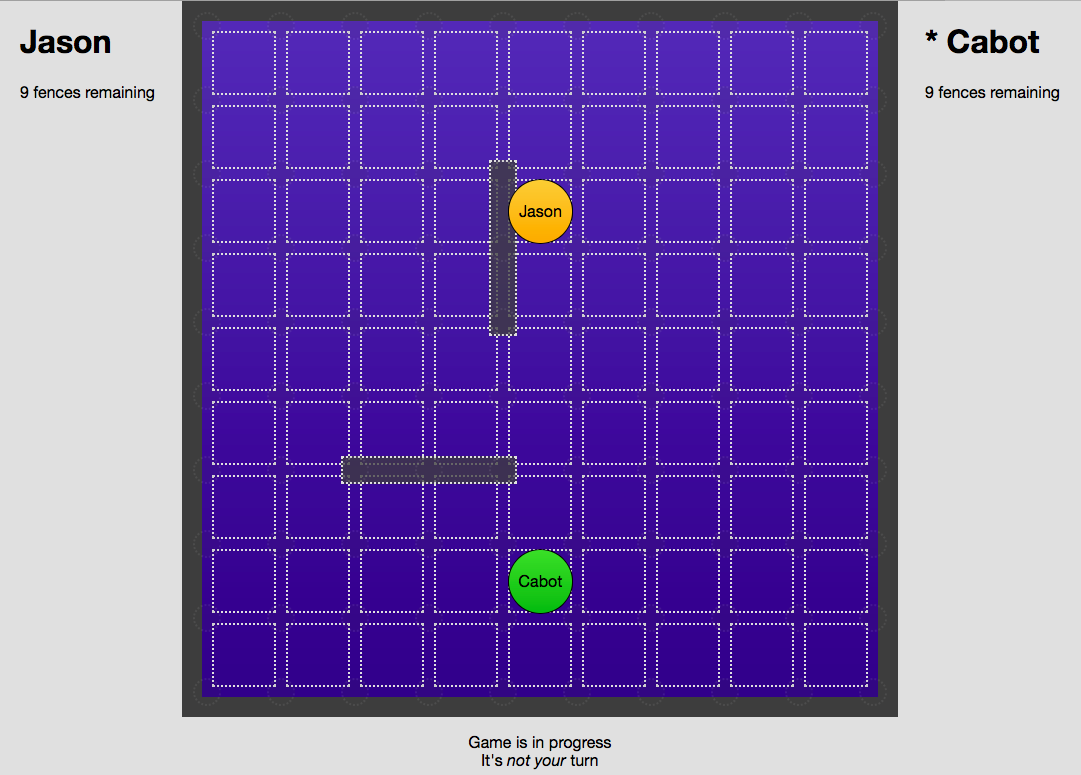 Jason
9 fences remaining
* Cabot
9 fences remaining
Jason
Cabot
Game is in progress
It's not your turn